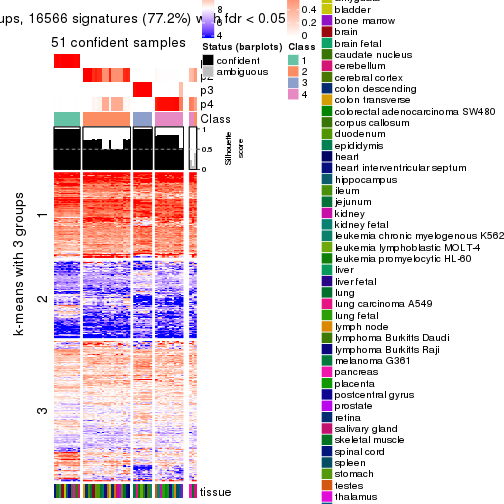 ups, 16566 signatures (77.2%) with fdr < 0.05
51 confident samples
p3
p4
Class
1
0.5
0
Silhouette
score
k-means with 3 groups
1
2
3
tissue
8
6
4
0.4
0.2
0
Status (barplots)
confident
ambiguous
Class
1
2
3
4
bladder
bone marrow
brain
brain fetal
caudate nucleus
cerebellum
cerebral cortex
colon descending
colon transverse
colorectal adenocarcinoma SW480
corpus callosum
duodenum
epididymis
heart
heart interventricular septum
hippocampus
ileum
jejunum
kidney
kidney fetal
leukemia chronic myelogenous K562
leukemia lymphoblastic MOLT-4
leukemia promyelocytic HL-60
liver
liver fetal
lung
lung carcinoma A549
lung fetal
lymph node
lymphoma Burkitts Daudi
lymphoma Burkitts Raji
melanoma G361
pancreas
placenta
postcentral gyrus
prostate
retina
salivary gland
skeletal muscle
spinal cord
spleen
stomach
testes
thalamus